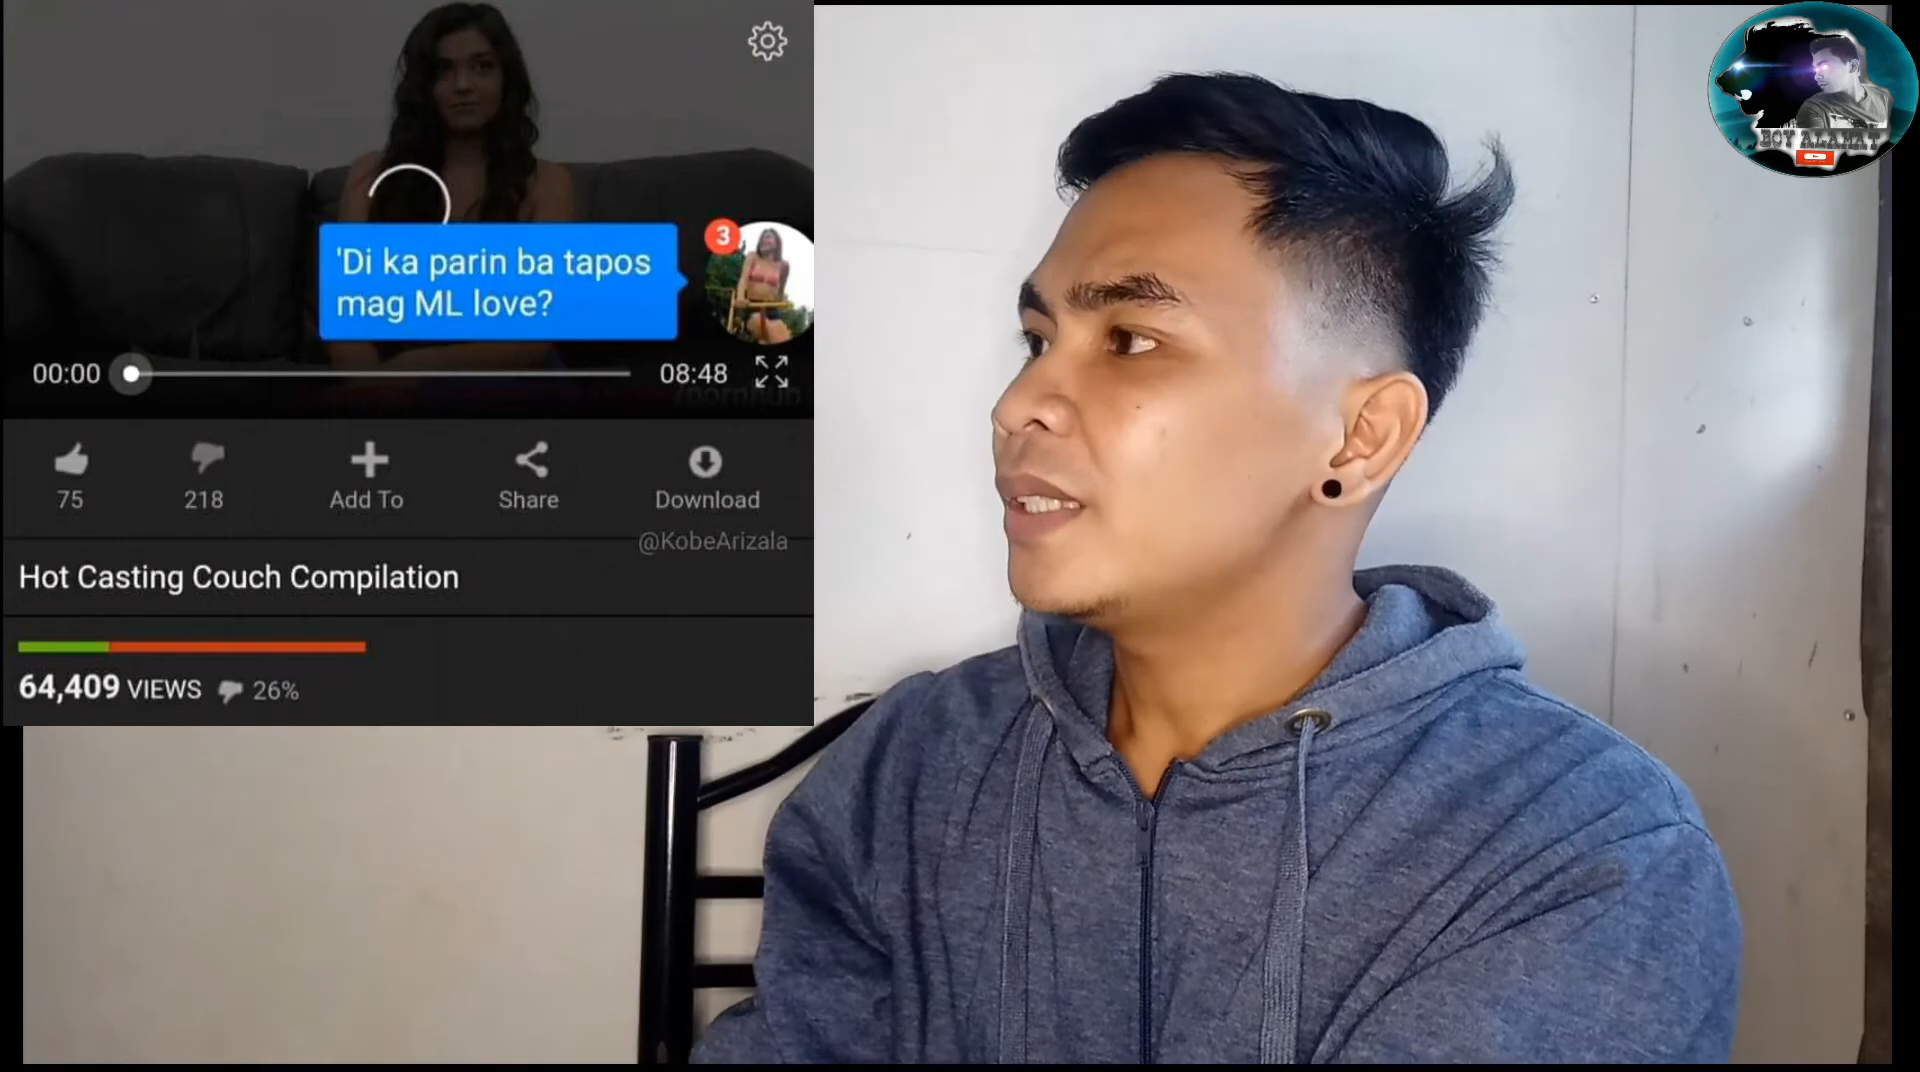 'Di ka parin ba tapos
mag ML love?
3
00:00
08:48
pornhub
75
218
Add To
Share
Download
@KobeArizala
Hot Casting Couch Compilation
64,409 VIEWS 26%
BOY ALAMAT